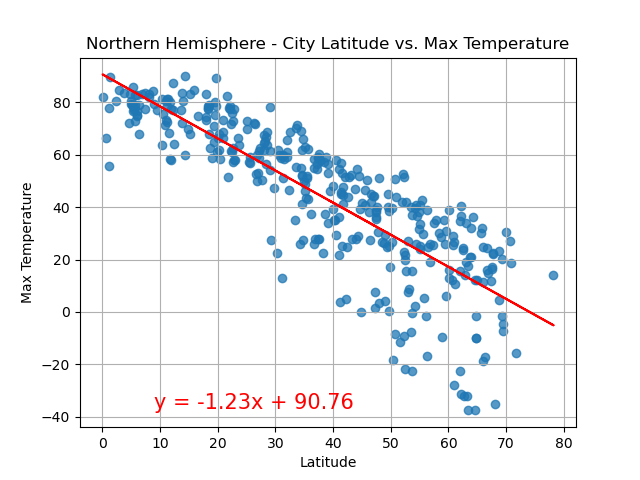 Northern Hemisphere - City Latitude vs. Max Temperature
Max Temperature
80
60
40
20
0
−20
−40
y = -1.23x + 90.76
0 10 20 30 40 50 60 70 80
Latitude